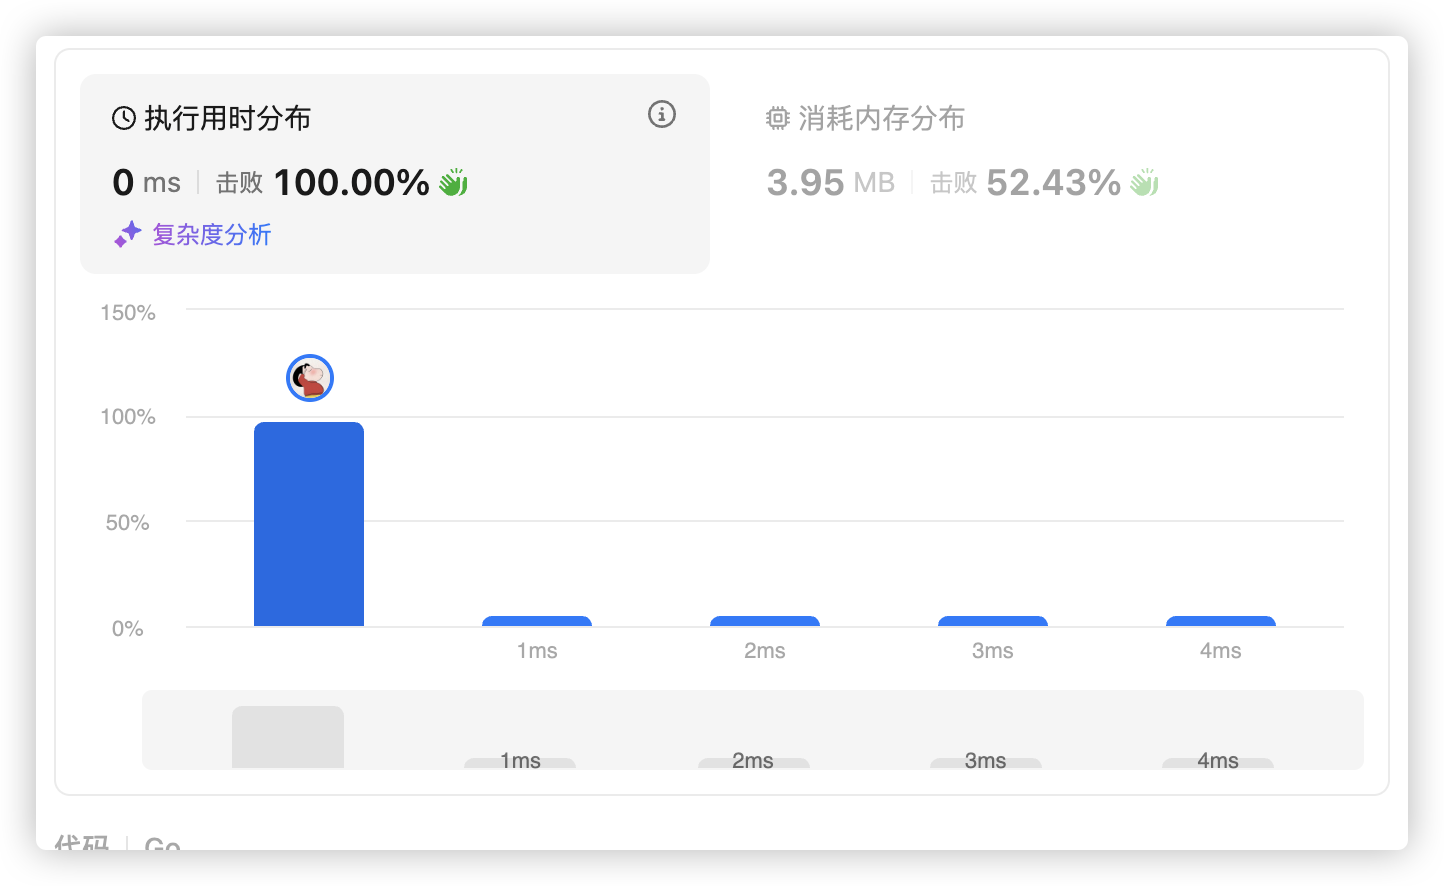 执行用时分布
0 ms | 击败 100.00%
复杂度分析
消耗内存分布
3.95 MB | 击败 52.43%
150%
100%
50%
0%
1ms 2ms 3ms 4ms
1ms 2ms 3ms 4ms
代码 | Go